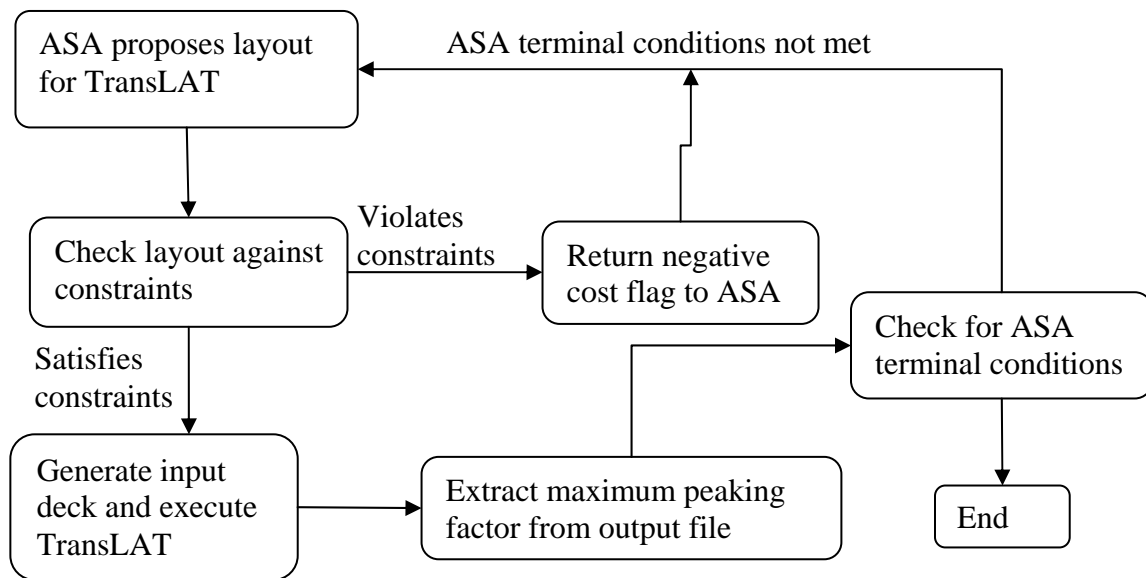 ASA proposes layout
for TransLAT
ASA terminal conditions not met
Check layout against
constraints
Violates
constraints
Return negative
cost flag to ASA
Check for ASA
terminal conditions
Satisfies
constraints
Generate input
deck and execute
TransLAT
Extract maximum peaking
factor from output file
End